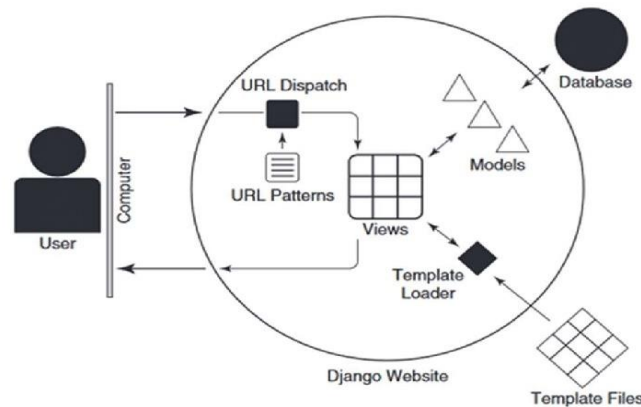 URL Dispatch
Database
Computer
URL Patterns
Models
User
Views
Template
Loader
Django Website
Template Files